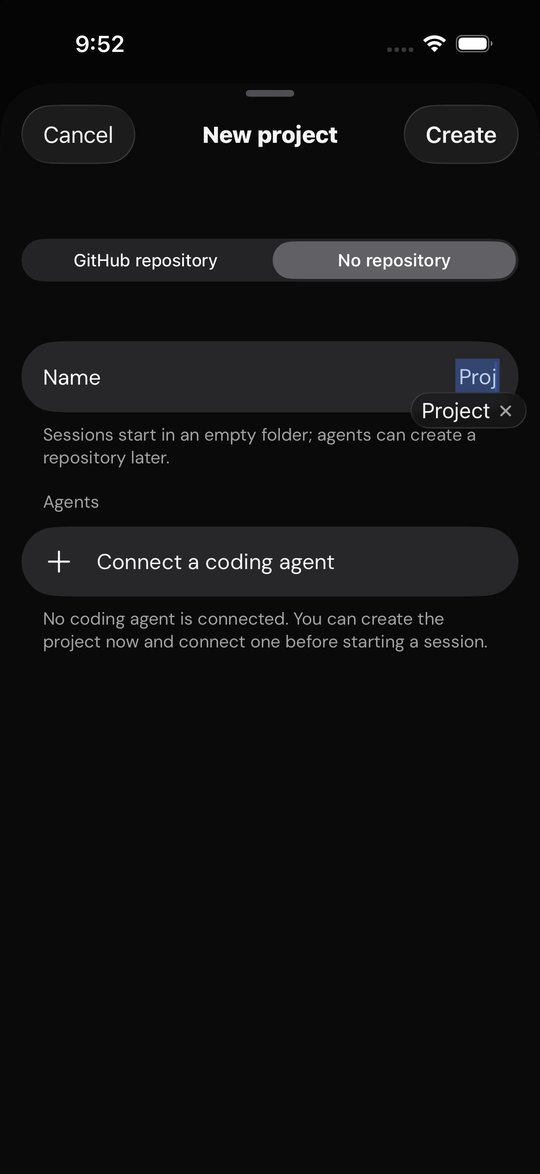 9:52
Cancel
New project
Create
GitHub repository
No repository
Name
Proj
Project ×
Sessions start in an empty folder; agents can create a
repository later.
Agents
+ Connect a coding agent
No coding agent is connected. You can create the
project now and connect one before starting a session.